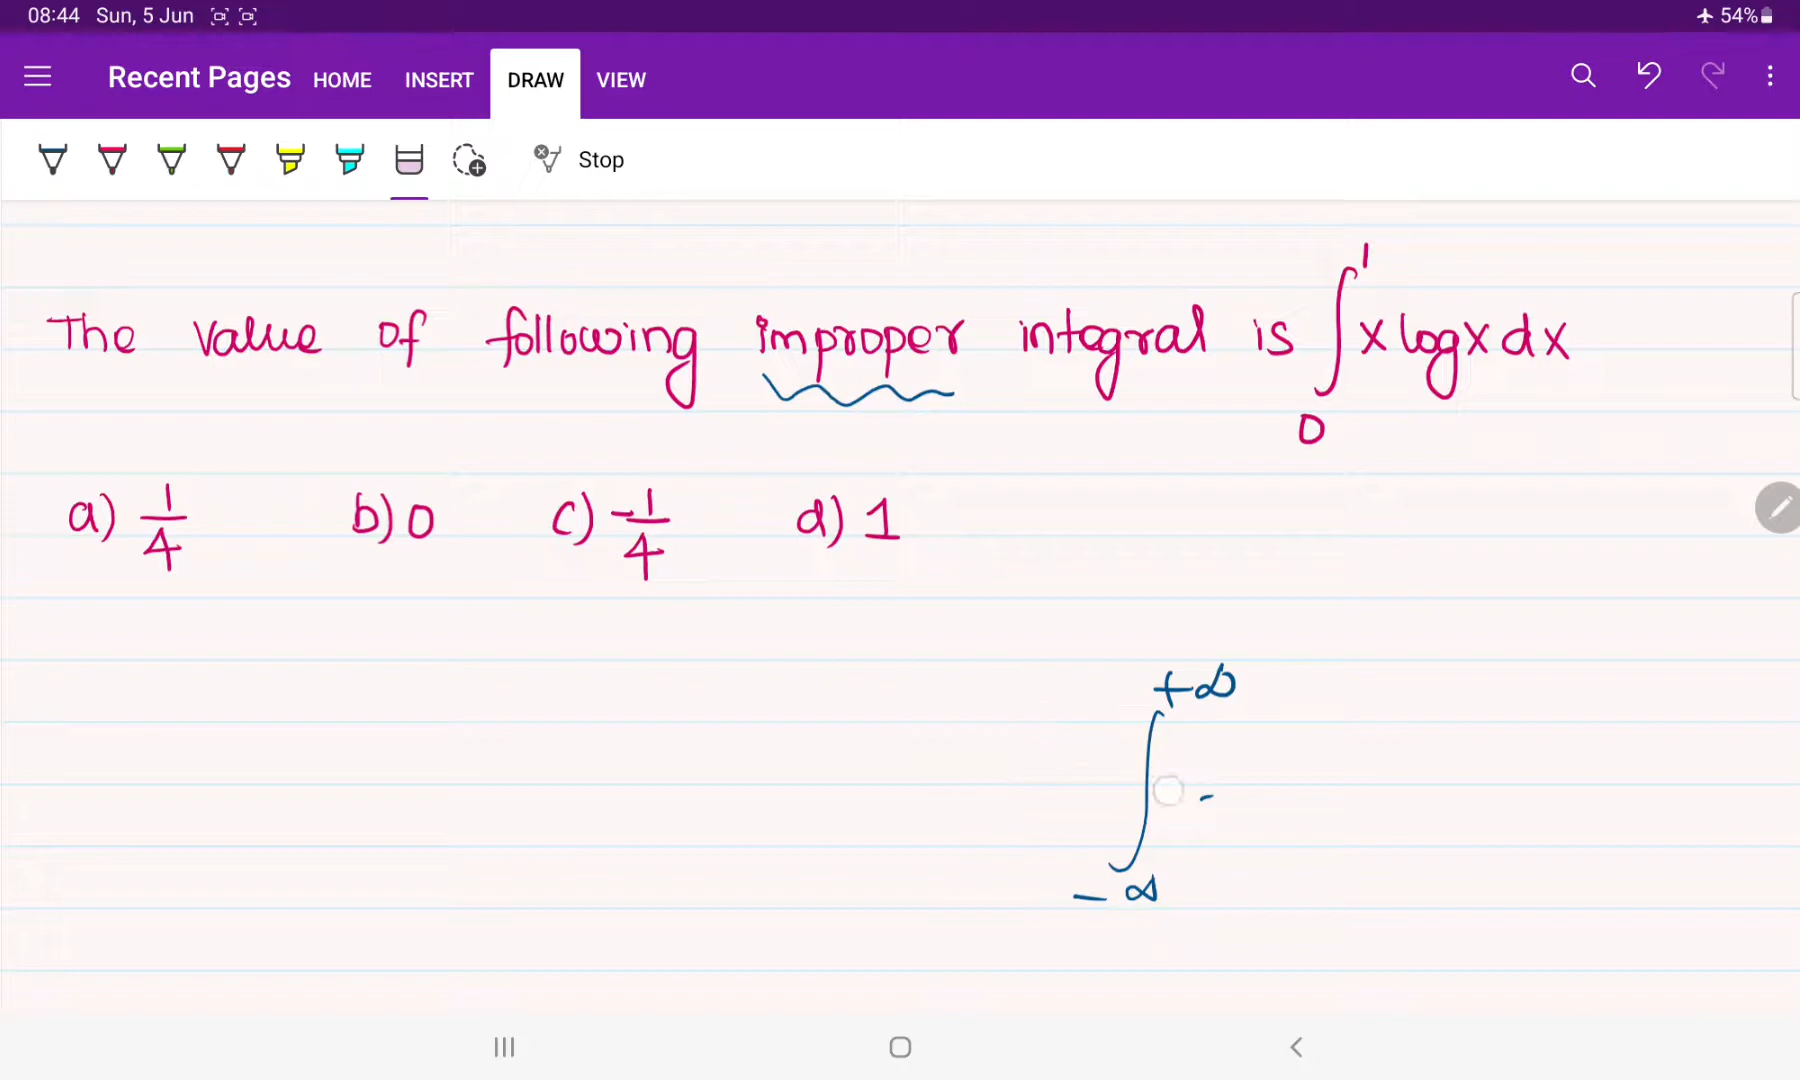 08:44 Sun, 5 Jun 54%
Recent Pages HOME INSERT DRAW VIEW
Stop
The value of following improper integral is ∫₀¹ x log x dx
a) 1/4 b) 0 c) -1/4 d) 1
+∞
∫ -
- ∞